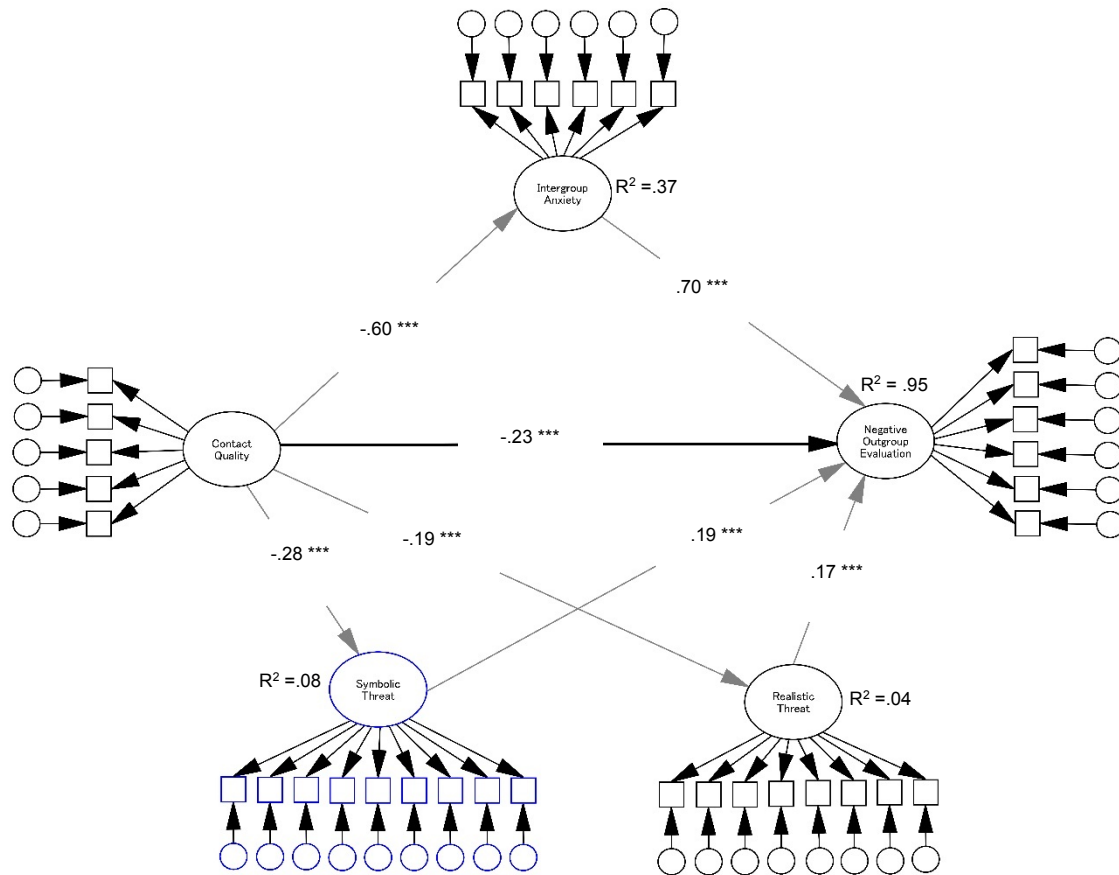 Intergroup
Anxiety
R² =.37
.70 ***
-.60 ***
R² = .95
Contact
Quality
-.23 ***
Negative
Outgroup
Evaluation
-.28 ***
-.19 ***
.19 ***
.17 ***
R² =.08
Symbolic
Threat
Realistic
Threat
R² =.04